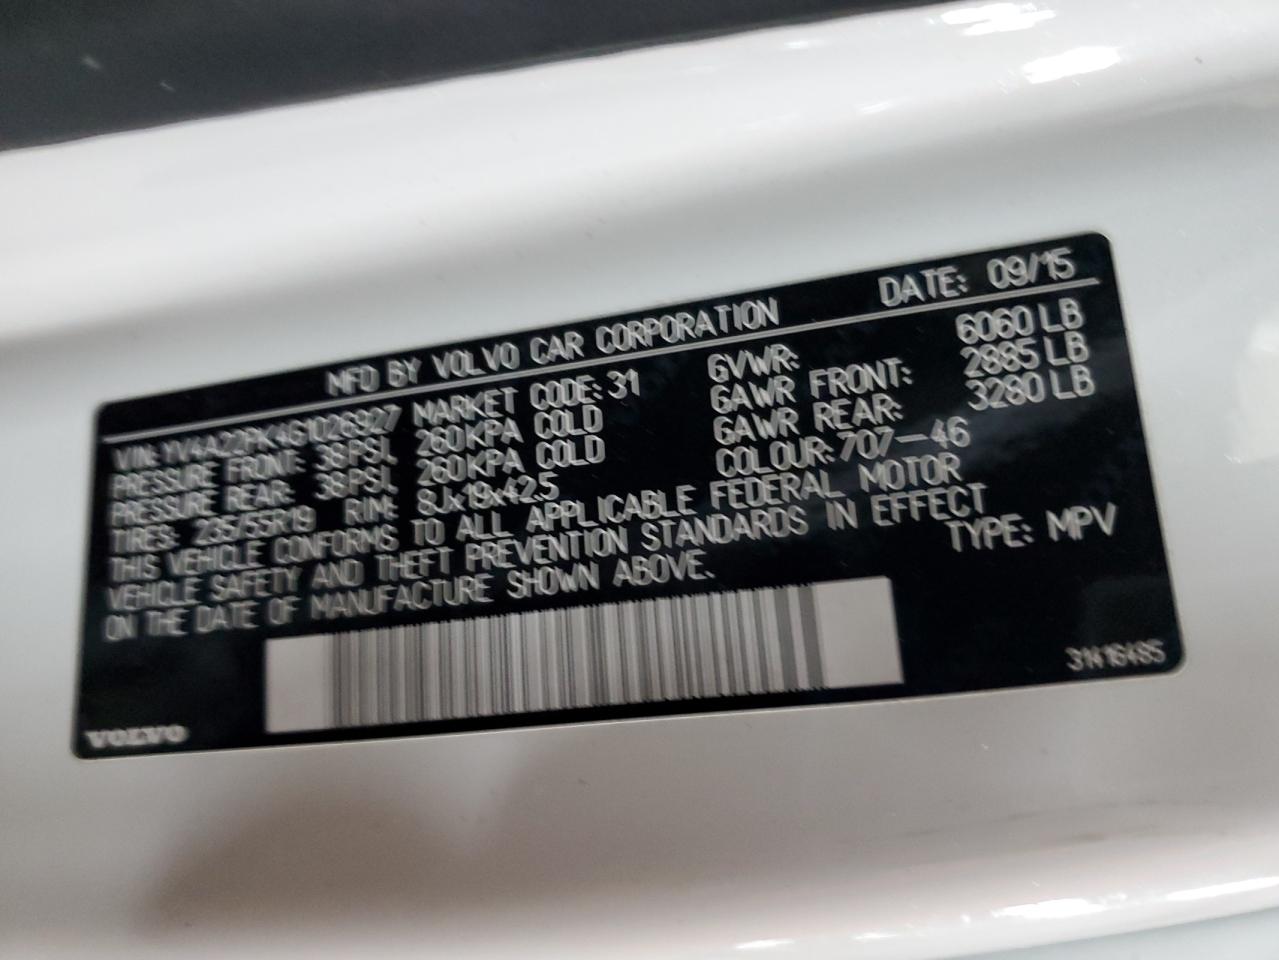 MFD BY VOLVO CAR CORPORATION DATE: 09/15
VIN: YV4A22PK4G1026927 MARKET CODE: 31 GVWR: 6060 LB
PRESSURE FRONT: 38PSI, 260KPA COLD GAWR FRONT: 2885 LB
PRESSURE REAR: 38PSI, 260KPA COLD GAWR REAR: 3280 LB
TIRES: 235/55R19 RIM: 8Jx19x42.5 COLOUR: 707-46
THIS VEHICLE CONFORMS TO ALL APPLICABLE FEDERAL MOTOR
VEHICLE SAFETY AND THEFT PREVENTION STANDARDS IN EFFECT
ON THE DATE OF MANUFACTURE SHOWN ABOVE. TYPE: MPV
31416485
VOLVO